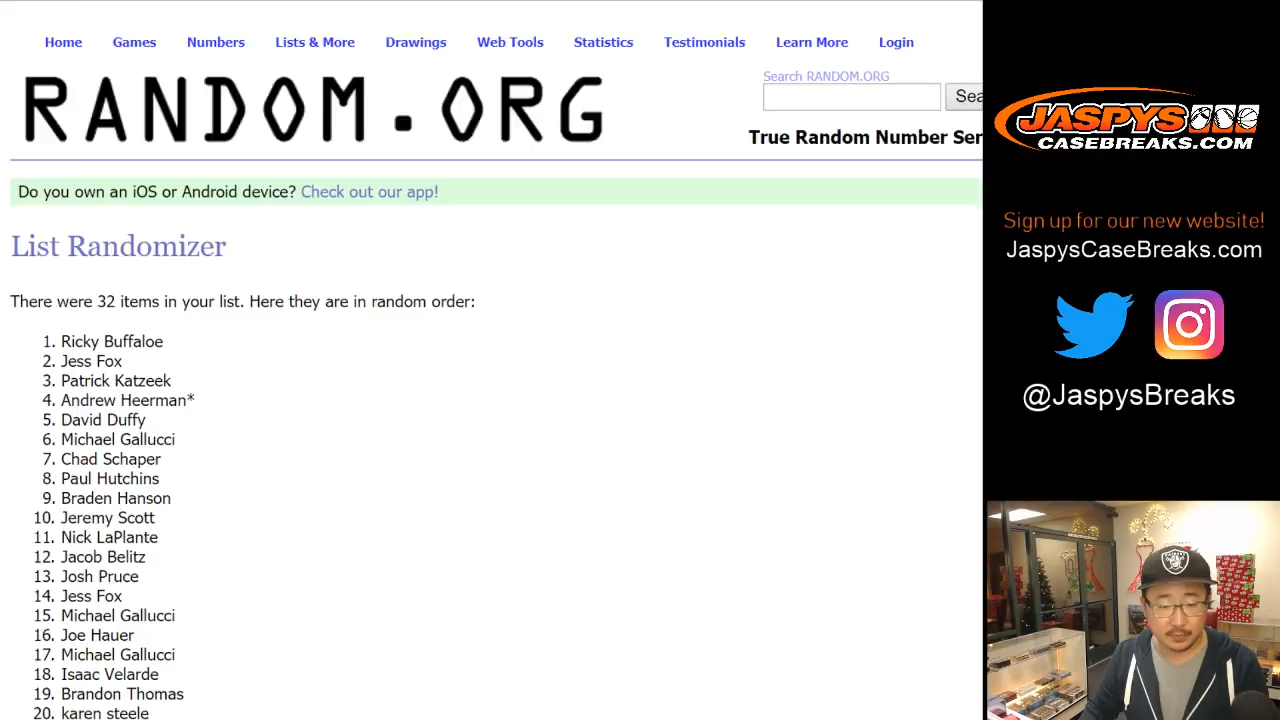 Home Games Numbers Lists & More Drawings Web Tools Statistics Testimonials Learn More Login
RANDOM.ORG
Search RANDOM.ORG
Sea
True Random Number Ser
Do you own an iOS or Android device? Check out our app!
List Randomizer
There were 32 items in your list. Here they are in random order:
1. Ricky Buffaloe
2. Jess Fox
3. Patrick Katzeek
4. Andrew Heerman*
5. David Duffy
6. Michael Gallucci
7. Chad Schaper
8. Paul Hutchins
9. Braden Hanson
10. Jeremy Scott
11. Nick LaPlante
12. Jacob Belitz
13. Josh Pruce
14. Jess Fox
15. Michael Gallucci
16. Joe Hauer
17. Michael Gallucci
18. Isaac Velarde
19. Brandon Thomas
20. karen steele
JASPYS
CASEBREAKS.COM
Sign up for our new website!
JaspysCaseBreaks.com
@JaspysBreaks